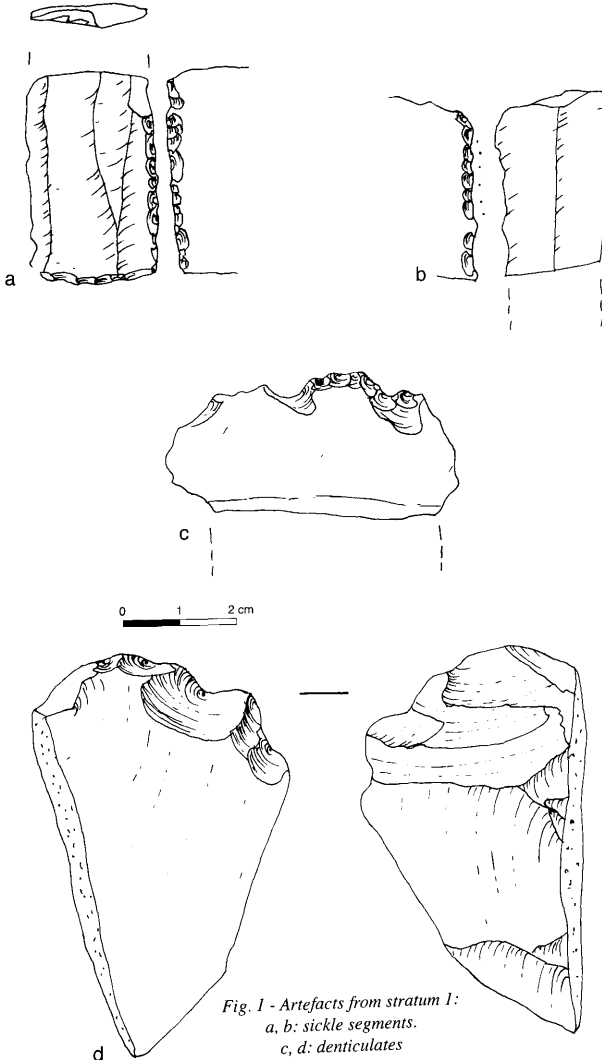 a
b
c
0 1 2 cm
d
Fig. 1 - Artefacts from stratum 1:
a, b: sickle segments.
c, d: denticulates